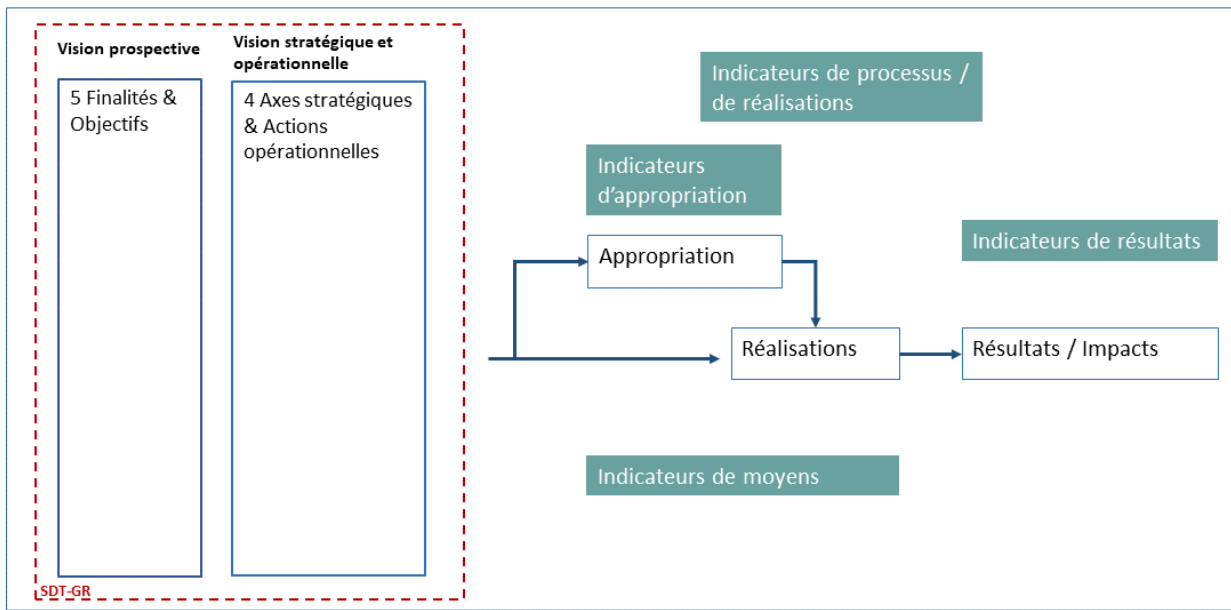 Vision prospective
Vision stratégique et
opérationnelle
5 Finalités &
Objectifs
4 Axes stratégiques
& Actions
opérationnelles
Indicateurs de processus /
de réalisations
Indicateurs
d’appropriation
Indicateurs de résultats
Appropriation
Réalisations
Résultats / Impacts
Indicateurs de moyens
SDT-GR